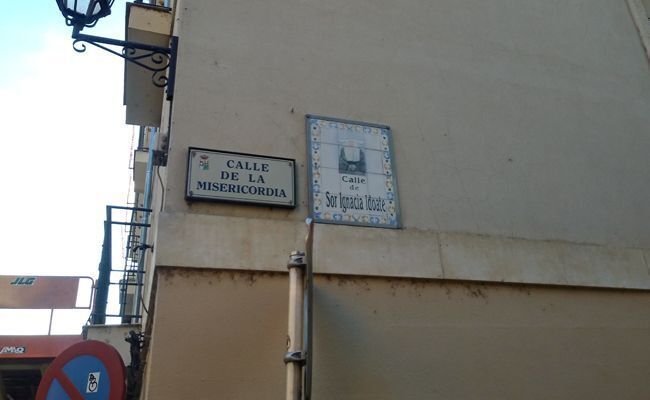 CALLE
DE LA
MISERICORDIA
Calle
de
Sor Ignacia Idoate
JLG